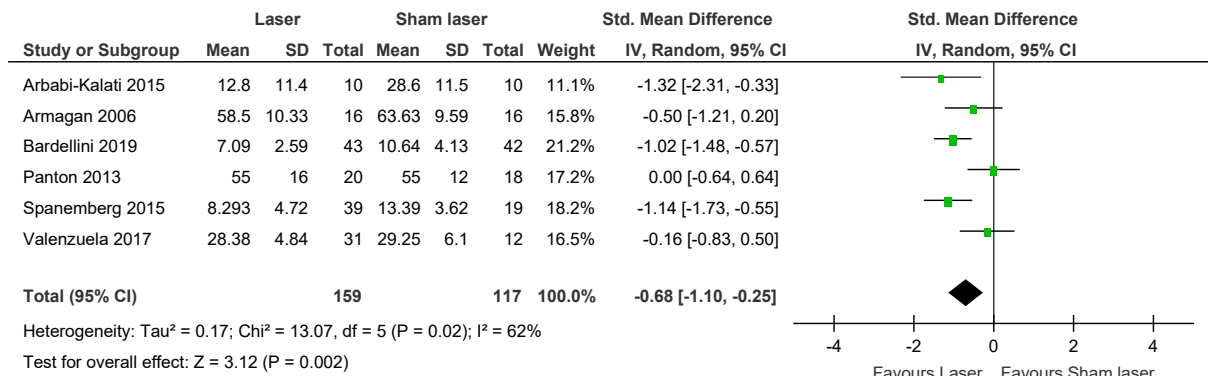 Laser Sham laser Std. Mean Difference Std. Mean Difference
Study or Subgroup Mean SD Total Mean SD Total Weight IV, Random, 95% CI IV, Random, 95% CI
Arbabi-Kalati 2015 12.8 11.4 10 28.6 11.5 10 11.1% -1.32 [-2.31, -0.33]
Armagan 2006 58.5 10.33 16 63.63 9.59 16 15.8% -0.50 [-1.21, 0.20]
Bardellini 2019 7.09 2.59 43 10.64 4.13 42 21.2% -1.02 [-1.48, -0.57]
Panton 2013 55 16 20 55 12 18 17.2% 0.00 [-0.64, 0.64]
Spanemberg 2015 8.293 4.72 39 13.39 3.62 19 18.2% -1.14 [-1.73, -0.55]
Valenzuela 2017 28.38 4.84 31 29.25 6.1 12 16.5% -0.16 [-0.83, 0.50]
Total (95% CI) 159 117 100.0% -0.68 [-1.10, -0.25]
Heterogeneity: Tau² = 0.17; Chi² = 13.07, df = 5 (P = 0.02); I² = 62%
Test for overall effect: Z = 3.12 (P = 0.002)
-4 -2 0 2 4
Favours Laser Favours Sham laser